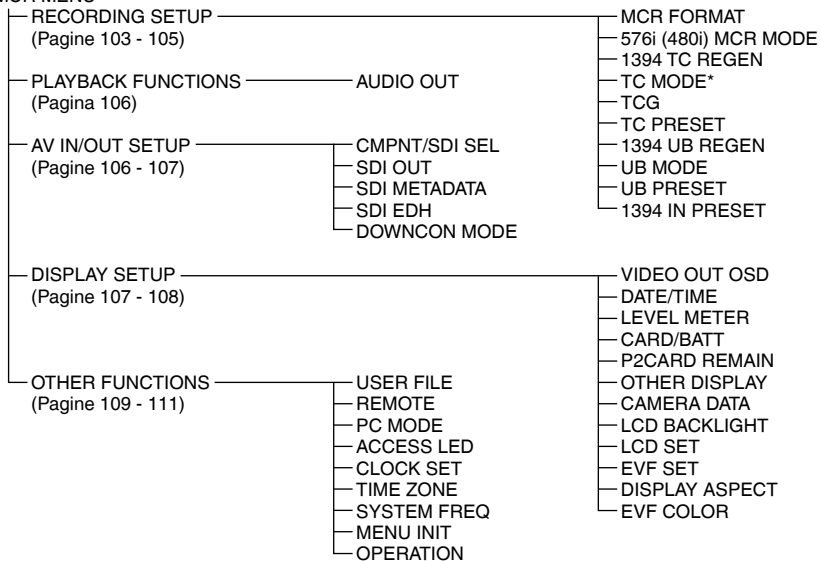 MCR MENU
RECORDING SETUP
(Pagine 103 - 105)
MCR FORMAT
576i (480i) MCR MODE
1394 TC REGEN
TC MODE*
TCG
TC PRESET
1394 UB REGEN
UB MODE
UB PRESET
1394 IN PRESET
PLAYBACK FUNCTIONS
(Pagina 106)
AUDIO OUT
AV IN/OUT SETUP
(Pagine 106 - 107)
CMPNT/SDI SEL
SDI OUT
SDI METADATA
SDI EDH
DOWNCON MODE
DISPLAY SETUP
(Pagine 107 - 108)
VIDEO OUT OSD
DATE/TIME
LEVEL METER
CARD/BATT
P2CARD REMAIN
OTHER DISPLAY
CAMERA DATA
LCD BACKLIGHT
LCD SET
EVF SET
DISPLAY ASPECT
EVF COLOR
OTHER FUNCTIONS
(Pagine 109 - 111)
USER FILE
REMOTE
PC MODE
ACCESS LED
CLOCK SET
TIME ZONE
SYSTEM FREQ
MENU INIT
OPERATION